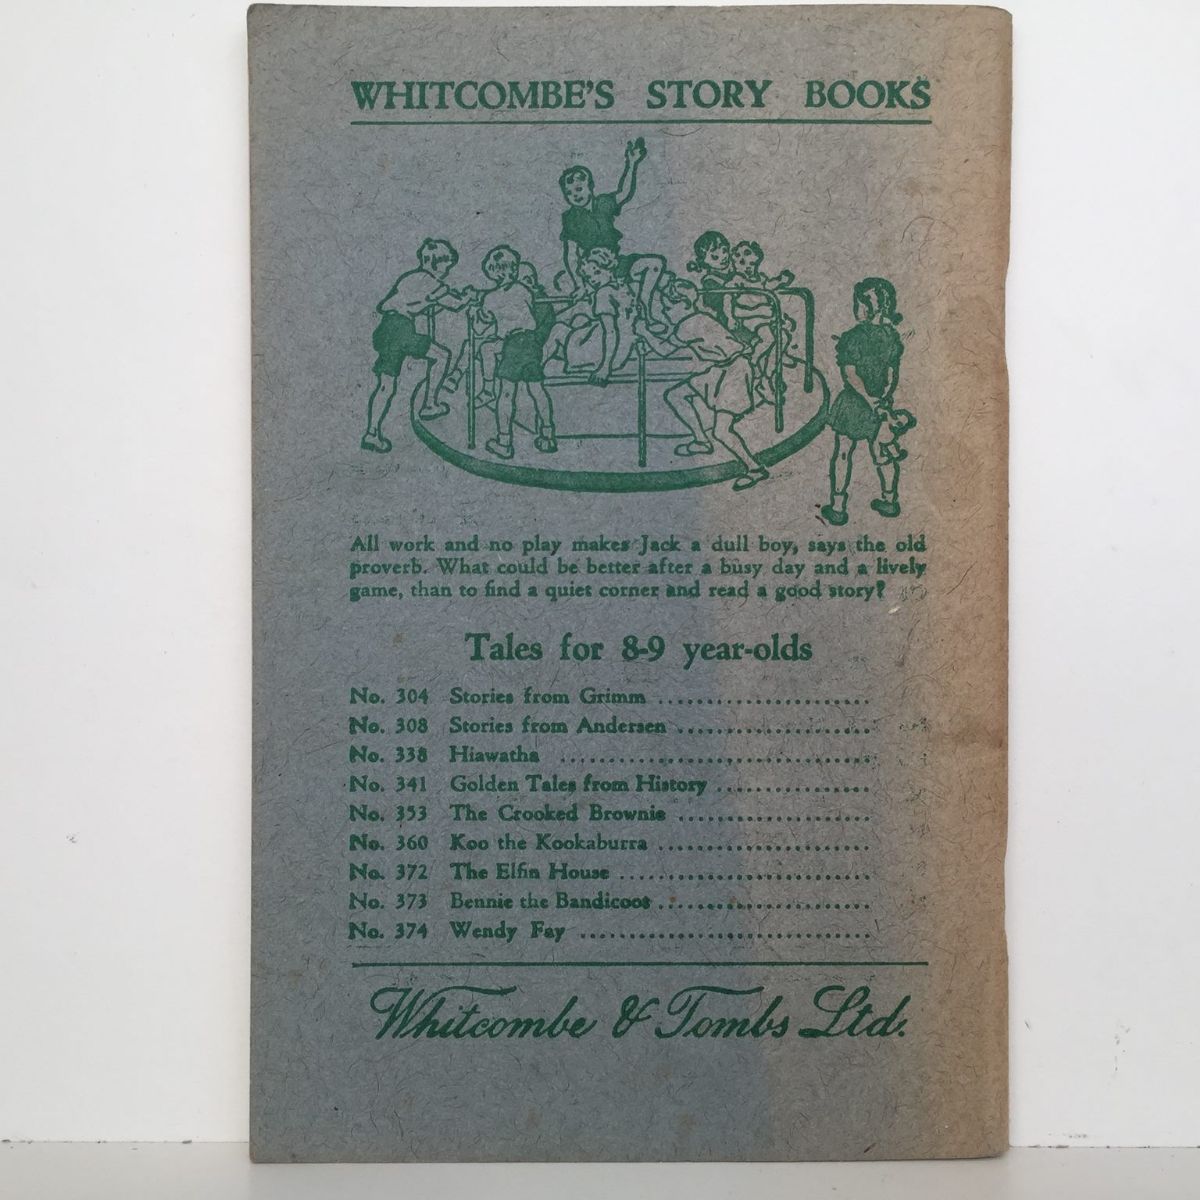 WHITCOMBE'S STORY BOOKS
All work and no play makes Jack a dull boy, says the old
proverb. What could be better after a busy day and a lively
game, than to find a quiet corner and read a good story?
Tales for 8-9 year-olds
No. 304 Stories from Grimm ......................
No. 308 Stories from Andersen ....................
No. 338 Hiawatha ................................
No. 341 Golden Tales from History ................
No. 353 The Crooked Brownie ....................
No. 360 Koo the Kookaburra ......................
No. 372 The Elfin House ..........................
No. 373 Bennie the Bandicoot ......................
No. 374 Wendy Fay ..............................
Whitcombe & Tombs Ltd.